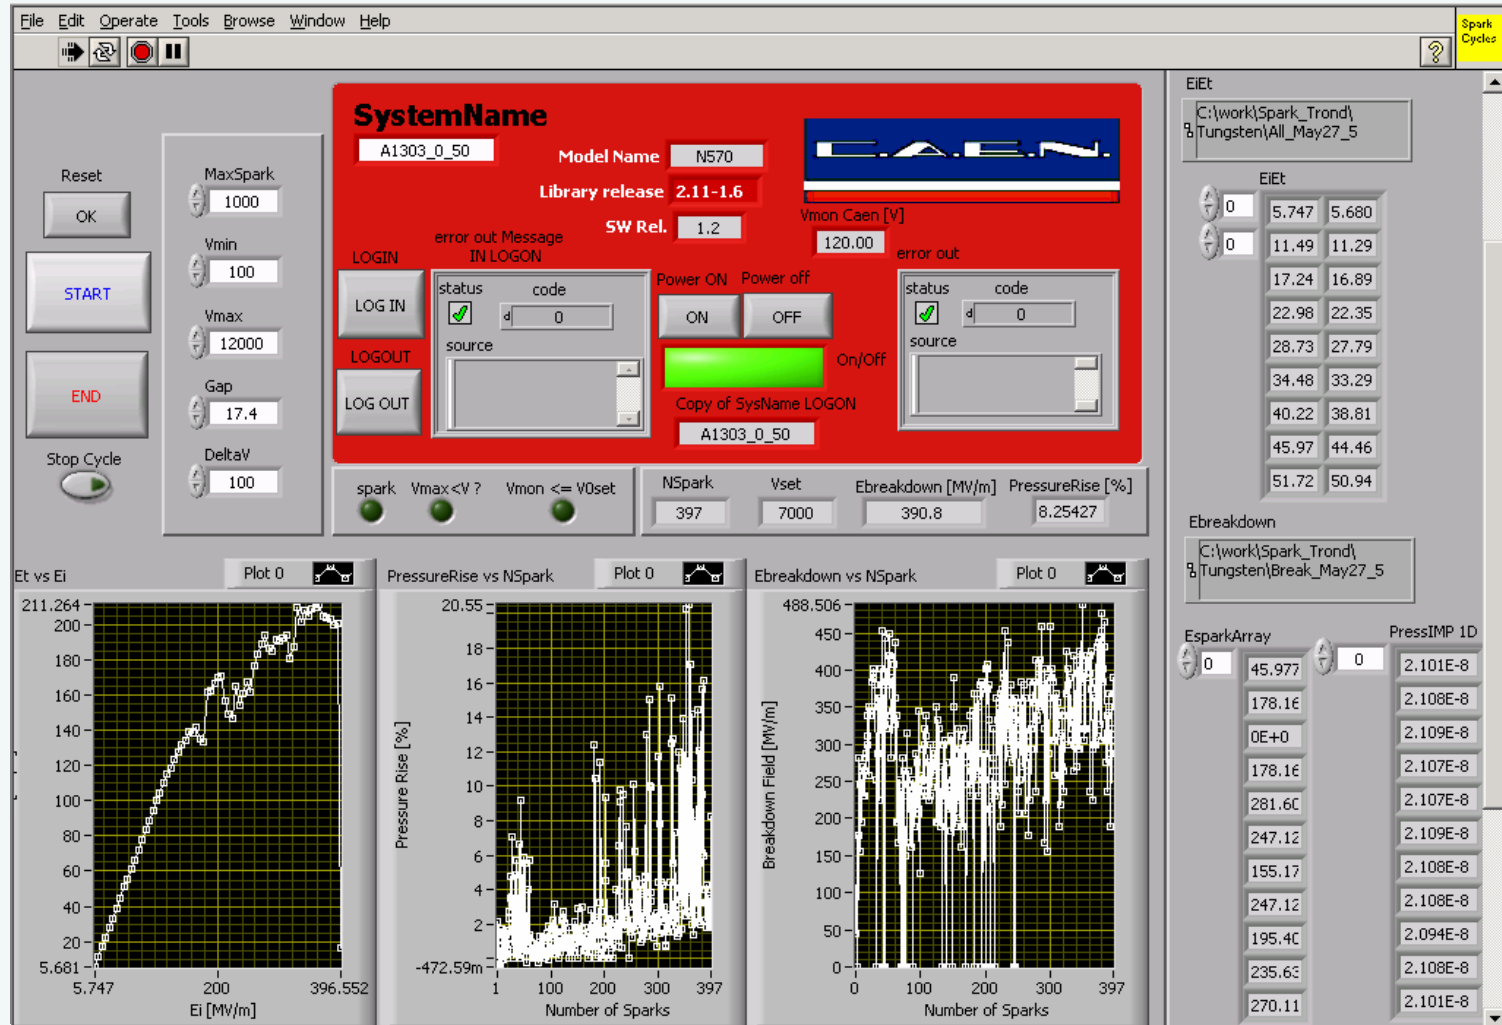 File Edit Operate Tools Browse Window Help
Spark
Cycles
Reset
OK
START
END
Stop Cycle
MaxSpark
1000
Vmin
100
Vmax
12000
Gap
17.4
DeltaV
100
SystemName
A1303_0_50
Model Name N570
Library release 2.11-1.6
SW Rel. 1.2
C.A.E.N.
Vmon Caen [V]
120.00
LOGIN
LOG IN
LOGOUT
LOG OUT
error out Message
IN LOGON
status code
d 0
source
Power ON Power off
ON OFF
On/Off
Copy of SysName LOGON
A1303_0_50
error out
status code
d 0
source
spark Vmax<V ? Vmon <= V0set
NSpark Vset Ebreakdown [MV/m] PressureRise [%]
397 7000 390.8 8.25427
Et vs Ei Plot 0
211.264
200
180
160
140
120
100
80
60
40
20
5.681
5.747 200 396.552
Ei [MV/m]
PressureRise vs NSpark Plot 0
Pressure Rise [%]
20.55
18
16
14
12
10
8
6
4
2
-472.59m
1 100 200 300 397
Number of Sparks
Ebreakdown vs NSpark Plot 0
Breakdown Field [MV/m]
488.506
450
400
350
300
250
200
150
100
50
0
0 100 200 300 397
Number of Sparks
EiEt
C:\work\Spark_Trond\
Tungsten\All_May27_5
EiEt
0
0
5.747 5.680
11.49 11.29
17.24 16.89
22.98 22.35
28.73 27.79
34.48 33.29
40.22 38.81
45.97 44.46
51.72 50.94
Ebreakdown
C:\work\Spark_Trond\
Tungsten\Break_May27_5
EsparkArray PressIMP 1D
0 0
45.977 2.101E-8
178.16 2.108E-8
0E+0 2.109E-8
178.16 2.107E-8
281.60 2.107E-8
247.12 2.109E-8
155.17 2.108E-8
247.12 2.108E-8
195.40 2.094E-8
235.63 2.108E-8
270.11 2.101E-8